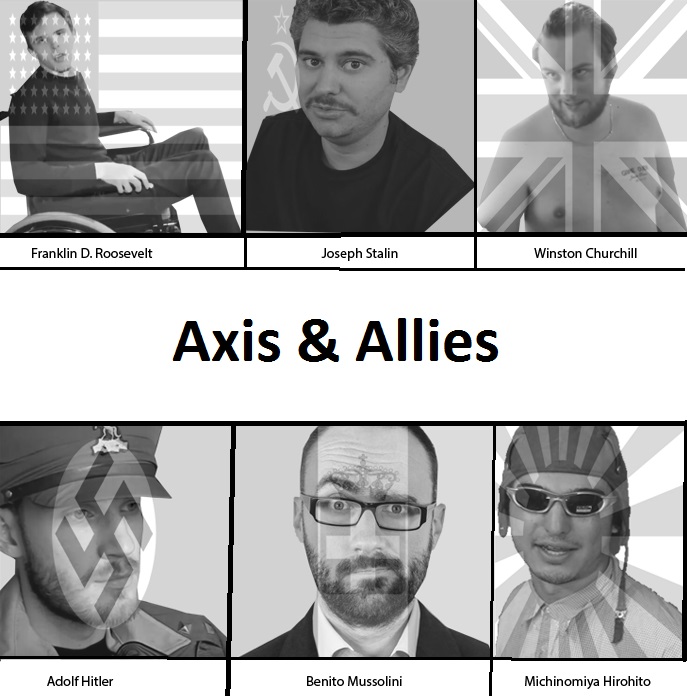 Franklin D. Roosevelt
Joseph Stalin
Winston Churchill
Axis & Allies
Adolf Hitler
Benito Mussolini
Michinomiya Hirohito